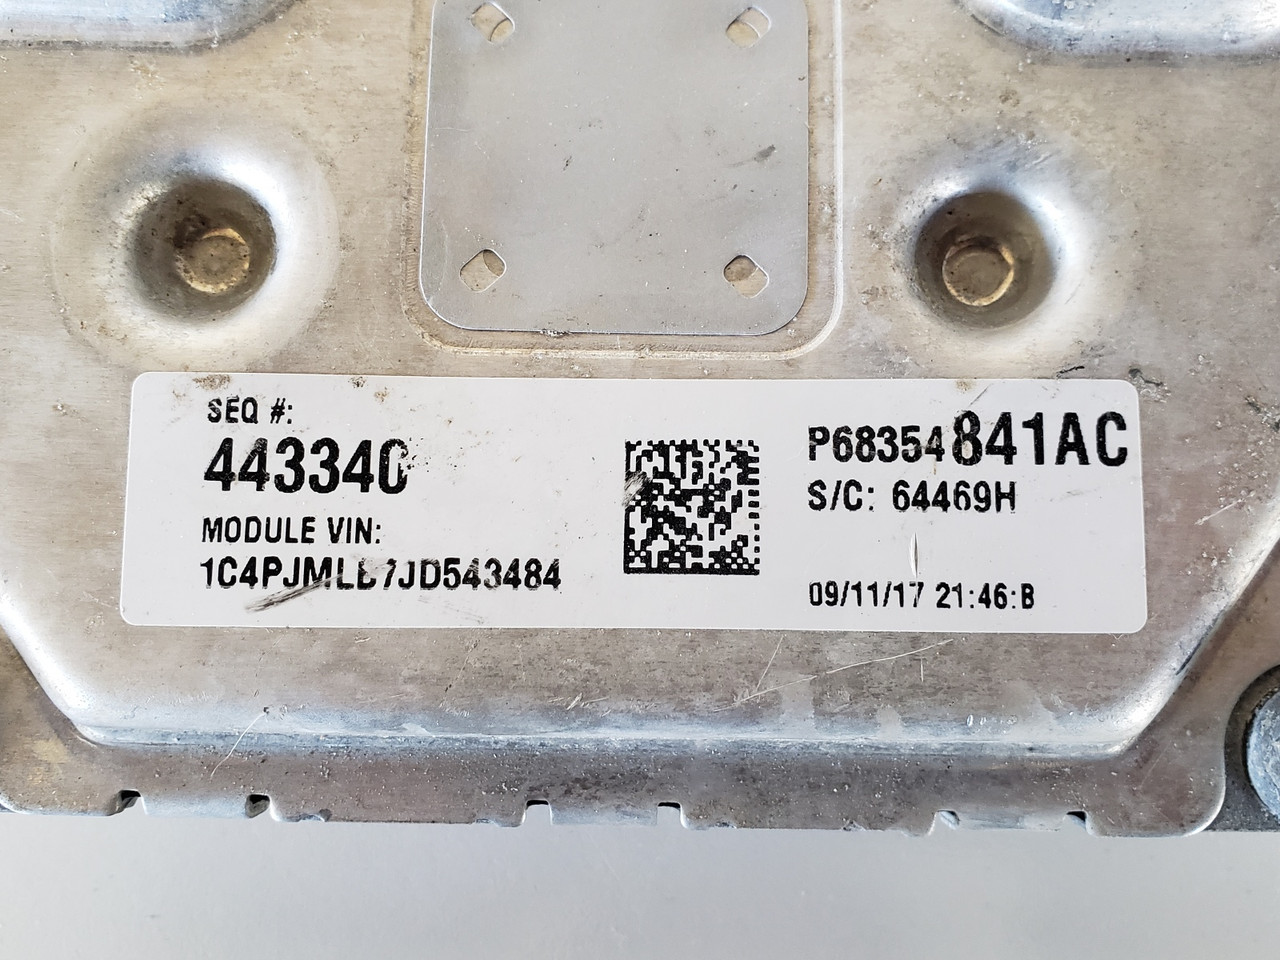 SEQ #:
443340
MODULE VIN:
1C4PJMLB7JD543484
P68354841AC
S/C: 64469H
09/11/17 21:46:B